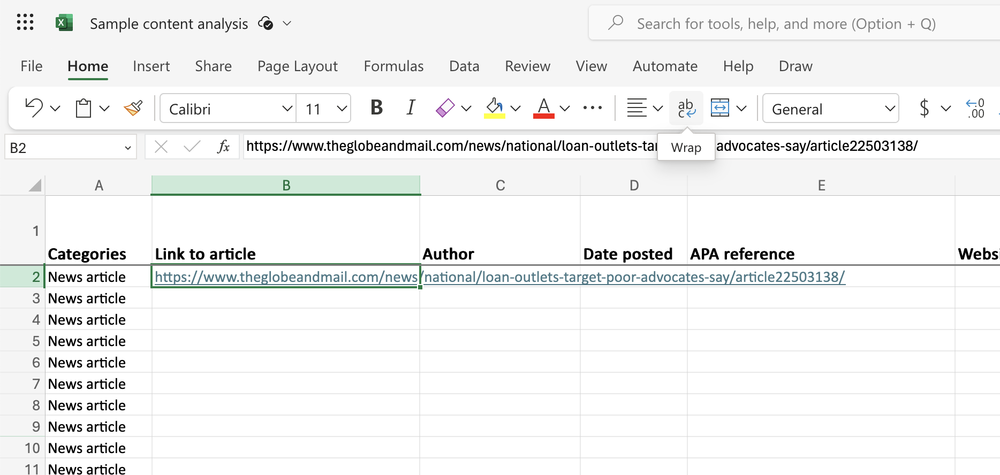 Sample content analysis
Search for tools, help, and more (Option + Q)
File Home Insert Share Page Layout Formulas Data Review View Automate Help Draw
Calibri 11 B I A ab c General $ .0 .00
B2 fx https://www.theglobeandmail.com/news/national/loan-outlets-tar advocates-say/article22503138/
Wrap
A B C D E
1 Categories Link to article Author Date posted APA reference Websi
2 News article https://www.theglobeandmail.com/news/national/loan-outlets-target-poor-advocates-say/article22503138/
3 News article
4 News article
5 News article
6 News article
7 News article
8 News article
9 News article
10 News article
11 News article